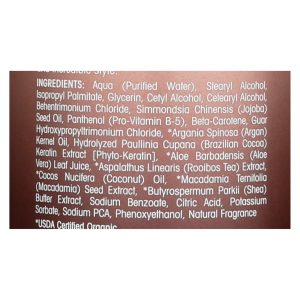 and Incredible Style.
INGREDIENTS: Aqua (Purified Water), Stearyl Alcohol,
Isopropyl Palmitate, Glycerin, Cetyl Alcohol, Cetearyl Alcohol,
Behentrimonium Chloride, Simmondsia Chinensis (Jojoba)
Seed Oil, Panthenol (Pro-Vitamin B-5), Beta-Carotene, Guar
Hydroxypropyltrimonium Chloride, *Argania Spinosa (Argan)
Kernel Oil, Hydrolyzed Paullinia Cupana (Brazilian Cocoa)
Keratin Extract [Phyto-Keratin], *Aloe Barbadensis (Aloe
Vera) Leaf Juice, *Aspalathus Linearis (Rooibos Tea) Extract,
*Cocos Nucifera (Coconut) Oil, *Macadamia Ternifolia
(Macadamia) Seed Extract, *Butyrospermum Parkii (Shea)
Butter Extract, Sodium Benzoate, Citric Acid, Potassium
Sorbate, Sodium PCA, Phenoxyethanol, Natural Fragrance
*USDA Certified Organic